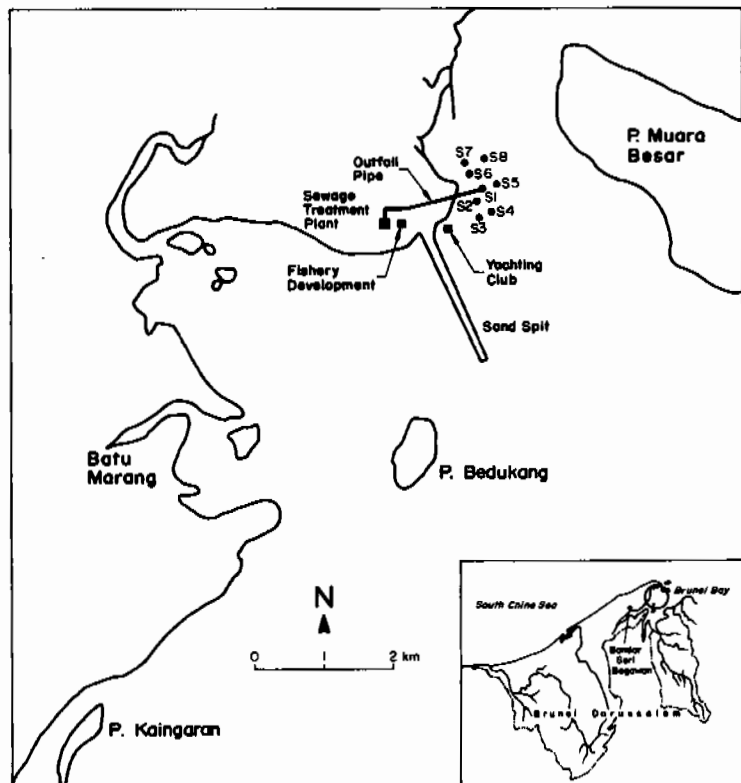 P. Muara
Besar
S7
S8
S6
S5
S1
S2
S4
S3
Outfall
Pipe
Sewage
Treatment
Plant
Fishery
Development
Yachting
Club
Sand Spit
Batu
Marang
P. Bedukang
N
0 1 2 km
P. Kaingaran
South China Sea
Brunei Bay
Bandar
Seri
Begawan
Brunei Darussalam